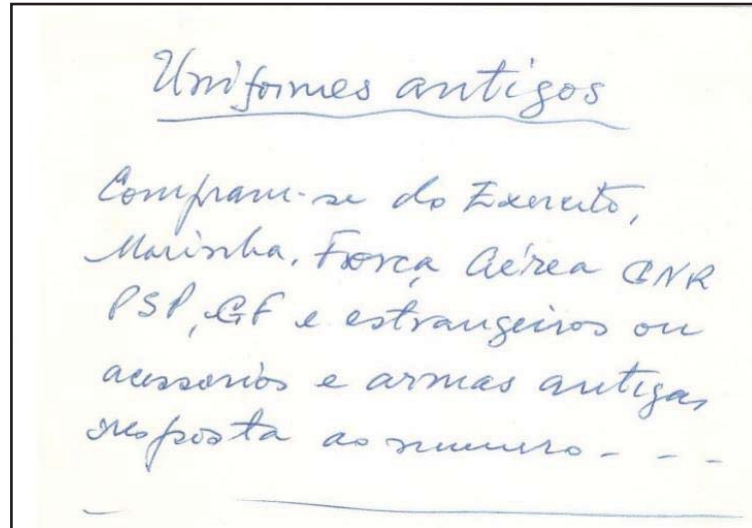 Uniformes antigos
Compram-se do Exercito,
Marinha, Força Aérea GNR
PSP, GF e estrangeiros ou
acessorios e armas antigas
resposta ao numero - - -